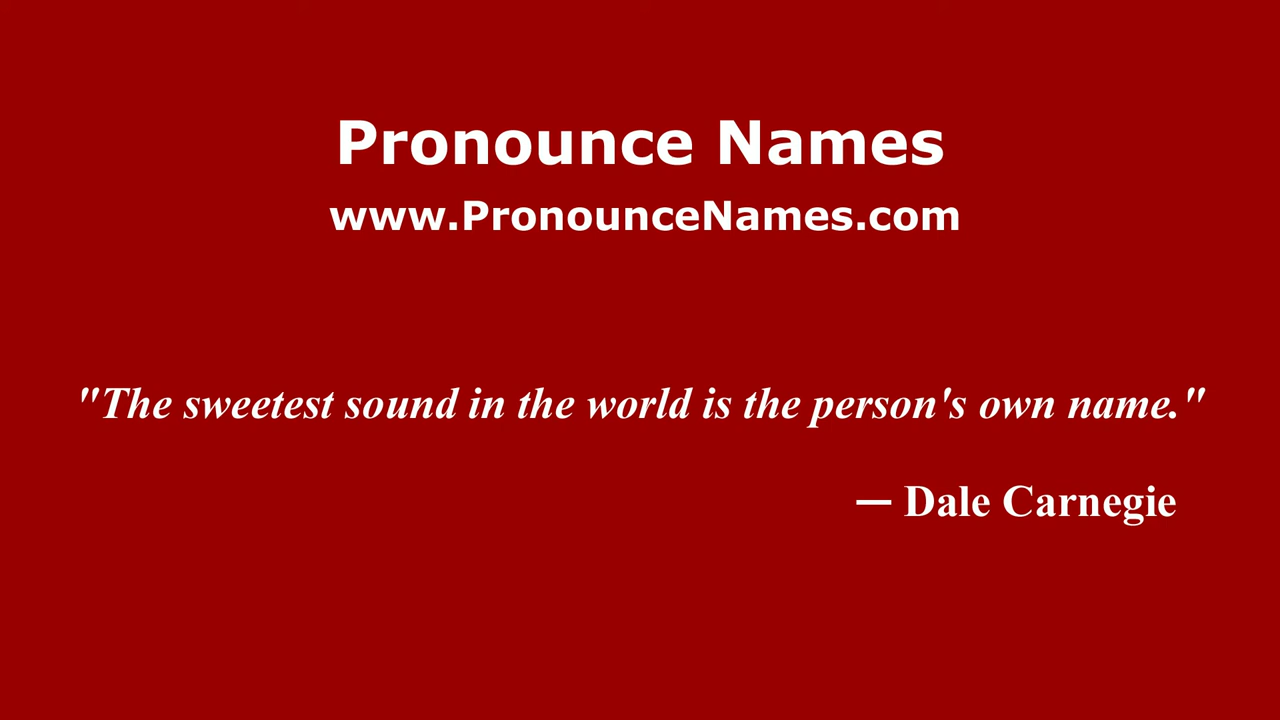 Pronounce Names
www.PronounceNames.com
"The sweetest sound in the world is the person's own name."
— Dale Carnegie